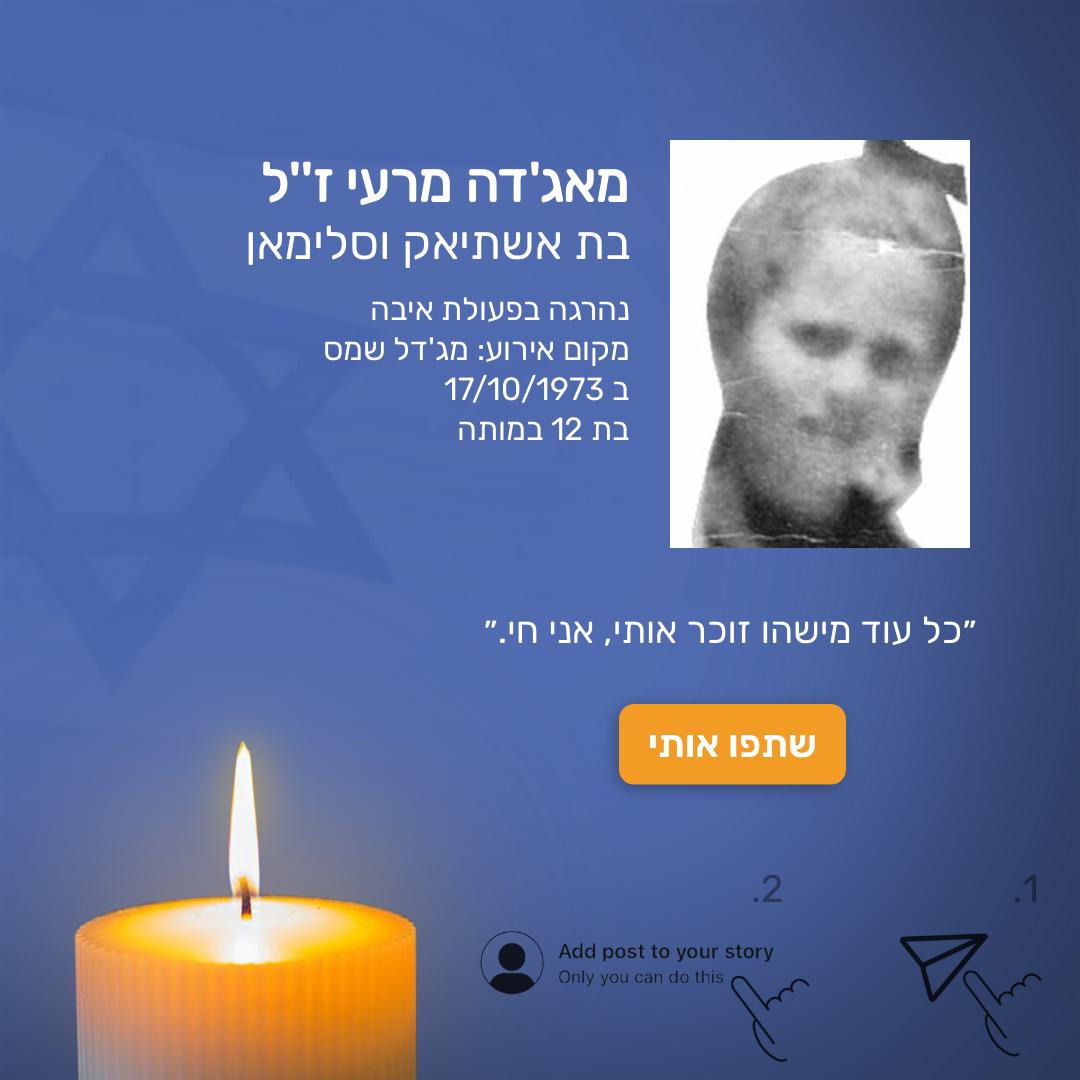 מאג'דה מרעי ז''ל
בת אשתיאק וסלימאן
נהרגה בפעולת איבה
מקום אירוע: מג'דל שמס
ב 17/10/1973
בת 12 במותה
״כל עוד מישהו זוכר אותי, אני חי.״
שתפו אותי
1.
2.
Add post to your story
Only you can do this